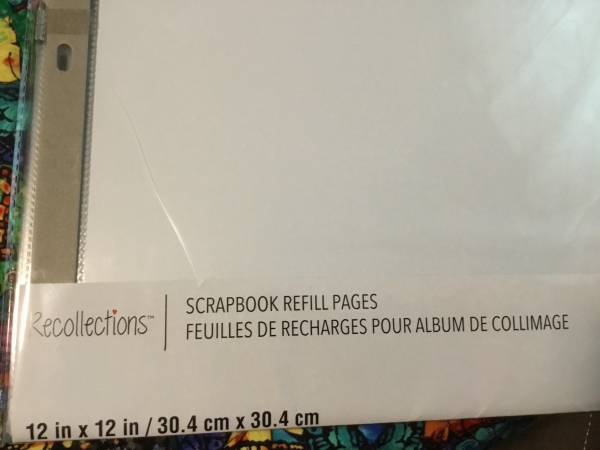 Recollections™
SCRAPBOOK REFILL PAGES
FEUILLES DE RECHARGES POUR ALBUM DE COLLIMAGE
12 in x 12 in / 30.4 cm x 30.4 cm